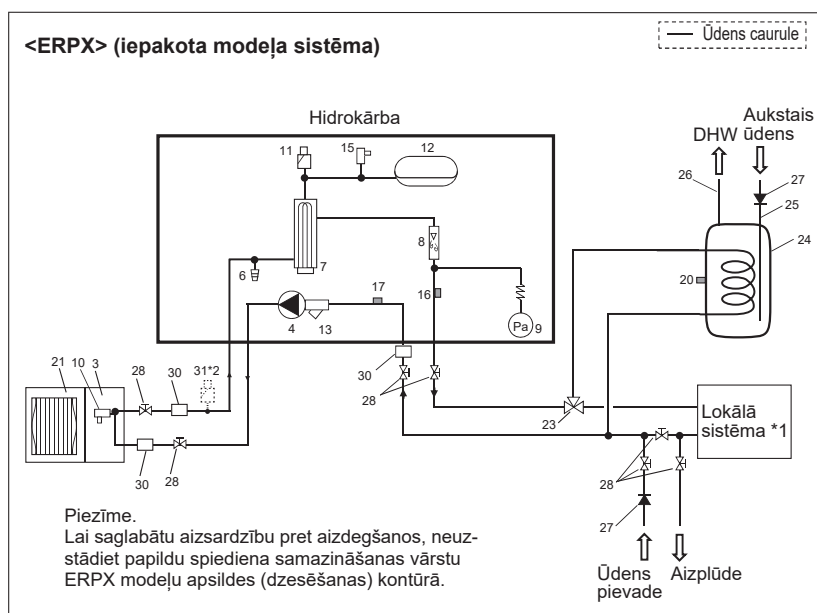 <ERPX> (iepakota modeļa sistēma)
Ūdens caurule
Hidrokārba
DHW
Aukstais
ūdens
11
15
12
26
27
25
24
8
7
6
20
17
16
4
13
Pa
9
21
10
3
28
30
31*2
30
28
23
Lokālā
sistēma *1
30
28
28
27
Piezīme.
Lai saglabātu aizsardzību pret aizdegšanos, neuz-
stādiet papildu spiediena samazināšanas vārstu
ERPX modeļu apsildes (dzesēšanas) kontūrā.
Ūdens
pievade
Aizplūde